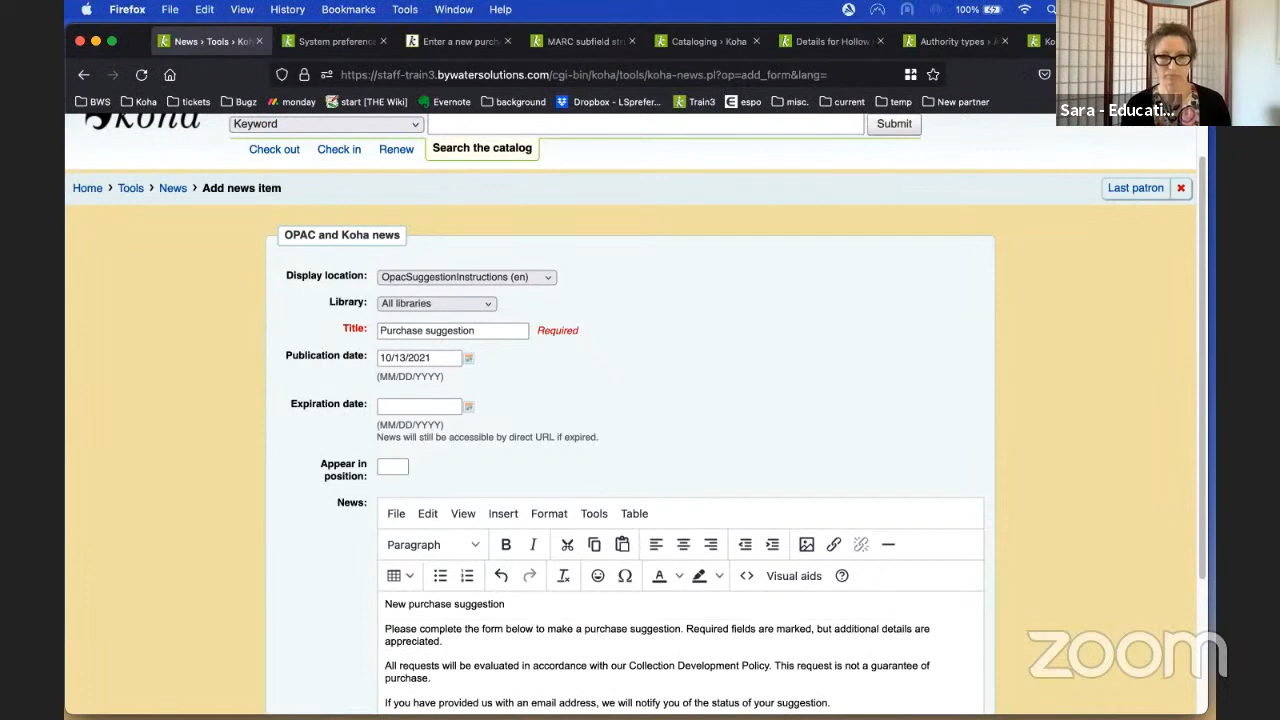 Firefox File Edit View History Bookmarks Tools Window Help 100%
News › Tools › Koh
System preference
Enter a new purch
MARC subfield str
Cataloging › Koha
Details for Hollow
Authority types › A
Ko
https://staff-train3.bywatersolutions.com/cgi-bin/koha/tools/koha-news.pl?op=add_form&lang=
BWS Koha tickets Bugz monday start [THE Wiki] Evernote background Dropbox - LSprefer... Train3 espo misc. current temp New partner
Sara - Educati...
koha Keyword Submit
Check out Check in Renew Search the catalog
Home › Tools › News › Add news item Last patron
OPAC and Koha news
Display location: OpacSuggestionInstructions (en)
Library: All libraries
Title: Purchase suggestion Required
Publication date: 10/13/2021
(MM/DD/YYYY)
Expiration date:
(MM/DD/YYYY)
News will still be accessible by direct URL if expired.
Appear in
position:
News:
File Edit View Insert Format Tools Table
Paragraph B I
A Visual aids
New purchase suggestion
Please complete the form below to make a purchase suggestion. Required fields are marked, but additional details are
appreciated.
All requests will be evaluated in accordance with our Collection Development Policy. This request is not a guarantee of
purchase.
If you have provided us with an email address, we will notify you of the status of your suggestion.
zoom